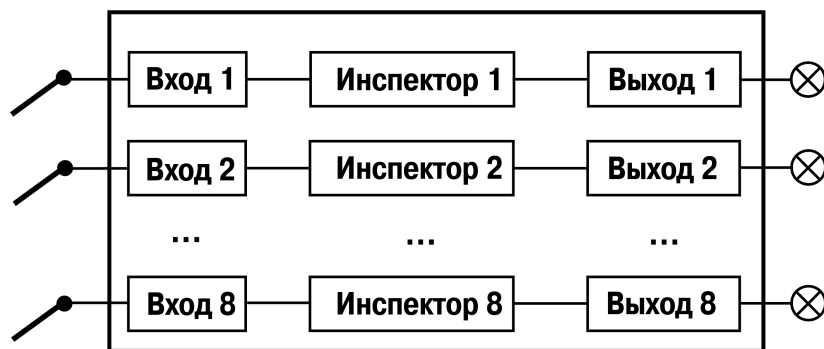 Вход 1 Инспектор 1 Выход 1
Вход 2 Инспектор 2 Выход 2
... ... ...
Вход 8 Инспектор 8 Выход 8